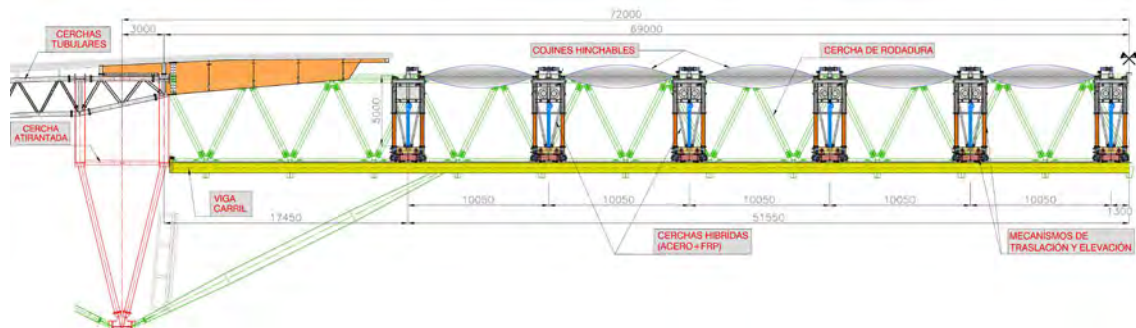 72000
3000
69000
CERCHAS
TUBULARES
COJINES HINCHABLES
CERCHA DE RODADURA
5000
CERCHA
ATIRANTADA
VIGA
CARRIL
17450
10050
10050
10050
10050
10050
1300
51550
CERCHAS HIBRIDAS
(ACERO+FRP)
MECANISMOS DE
TRASLACIÓN Y ELEVACIÓN